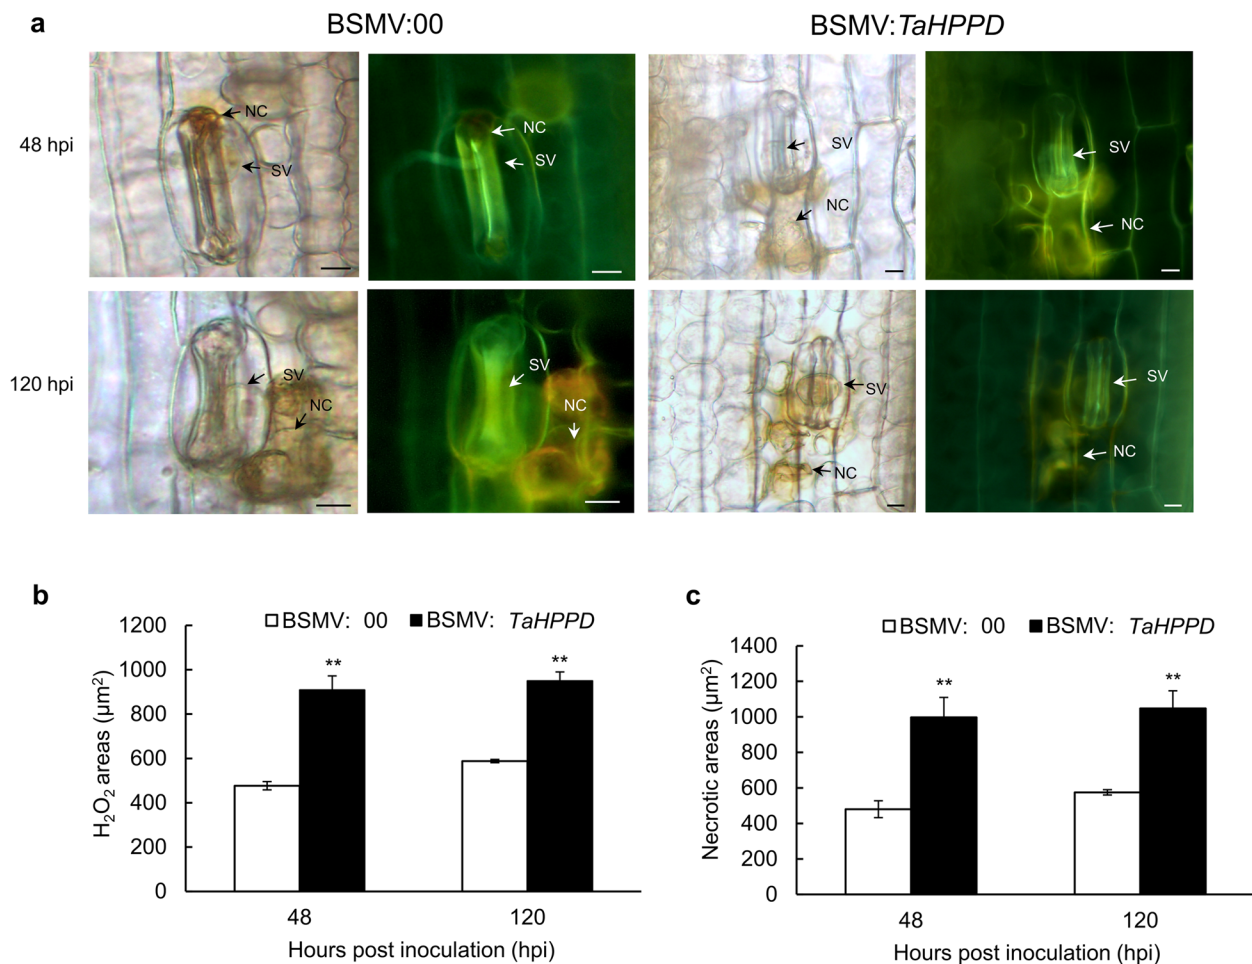 a
BSMV:00
BSMV:TaHPPD
48 hpi
NC
SV
NC
SV
SV
NC
SV
NC
120 hpi
SV
NC
SV
NC
SV
NC
SV
NC
b
BSMV: 00 BSMV: TaHPPD
H₂O₂ areas (µm²)
1200
1000
800
600
400
200
0
**
**
48
120
Hours post inoculation (hpi)
c
BSMV: 00 BSMV: TaHPPD
Necrotic areas (µm²)
1400
1200
1000
800
600
400
200
0
**
**
48
120
Hours post inoculation (hpi)